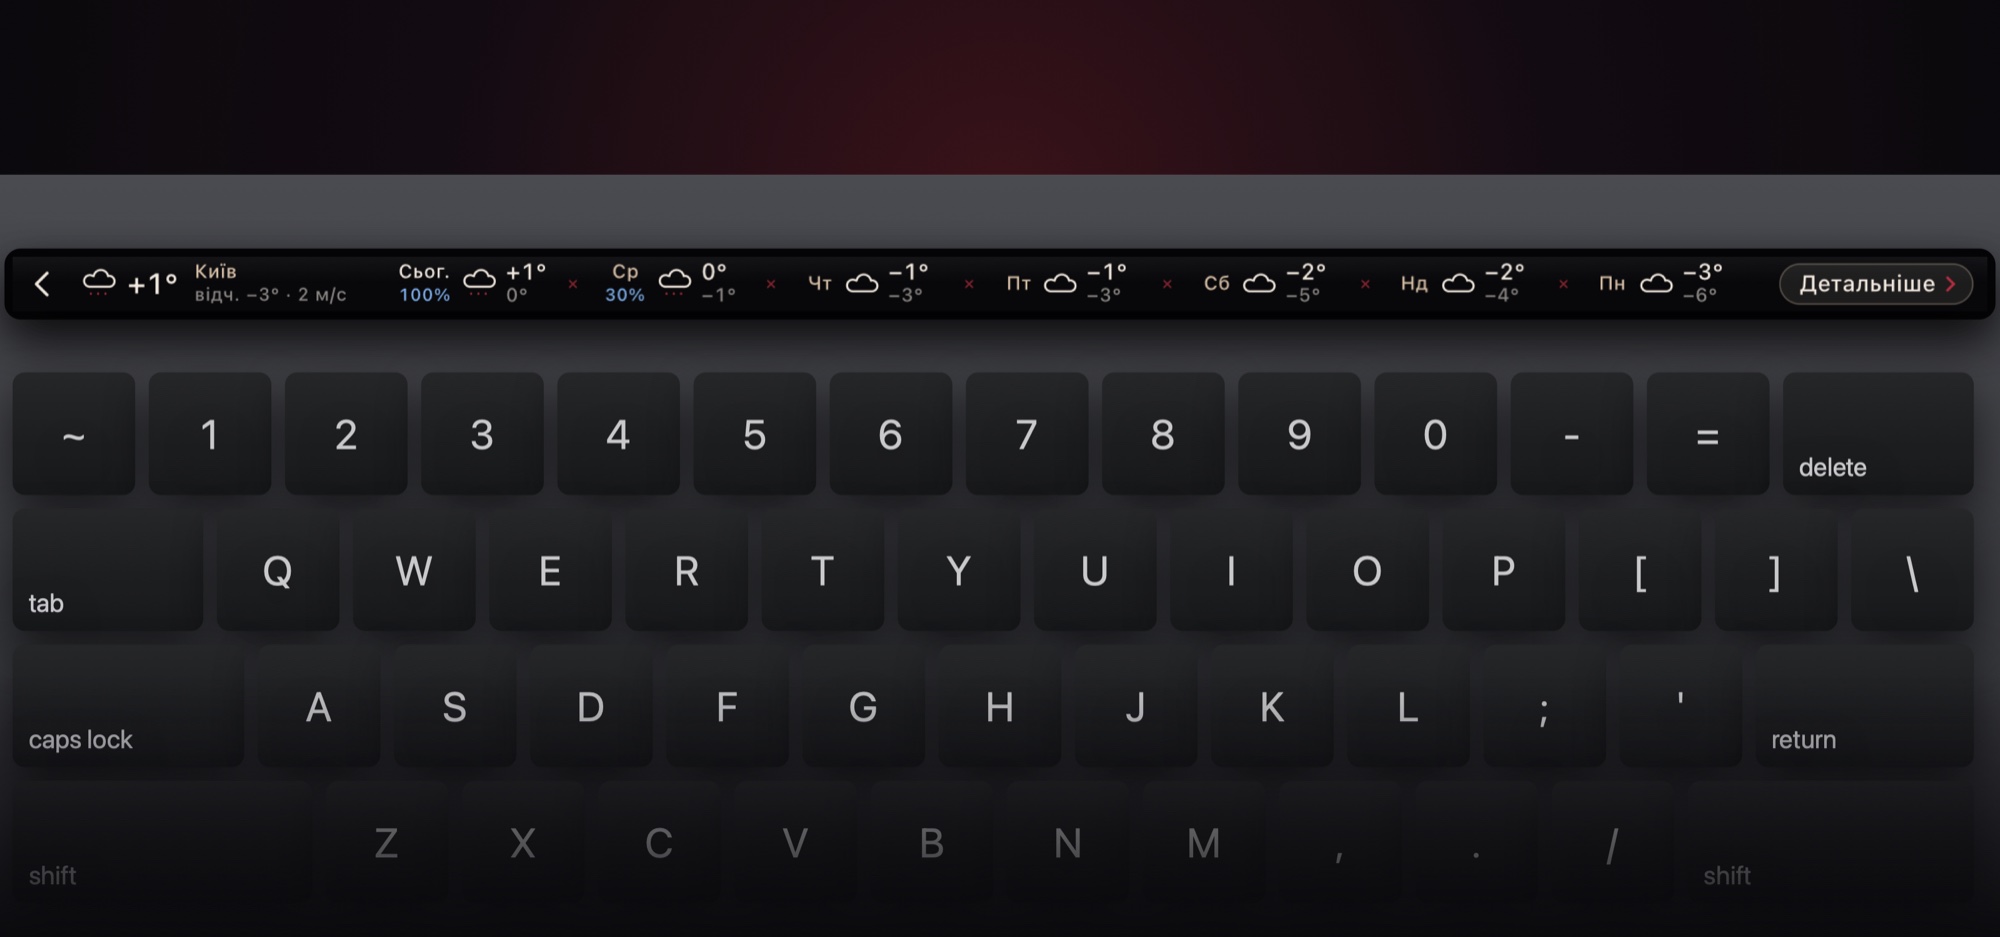 +1°
Київ
відч. −3° · 2 м/с
Сьог.
100%
+1°
0°
Ср
30%
0°
−1°
Чт
−1°
−3°
Пт
−1°
−3°
Сб
−2°
−5°
Нд
−2°
−4°
Пн
−3°
−6°
Детальніше
~ 1 2 3 4 5 6 7 8 9 0 - = delete
tab Q W E R T Y U I O P [ ] \
caps lock A S D F G H J K L ; ' return
shift Z X C V B N M , . / shift